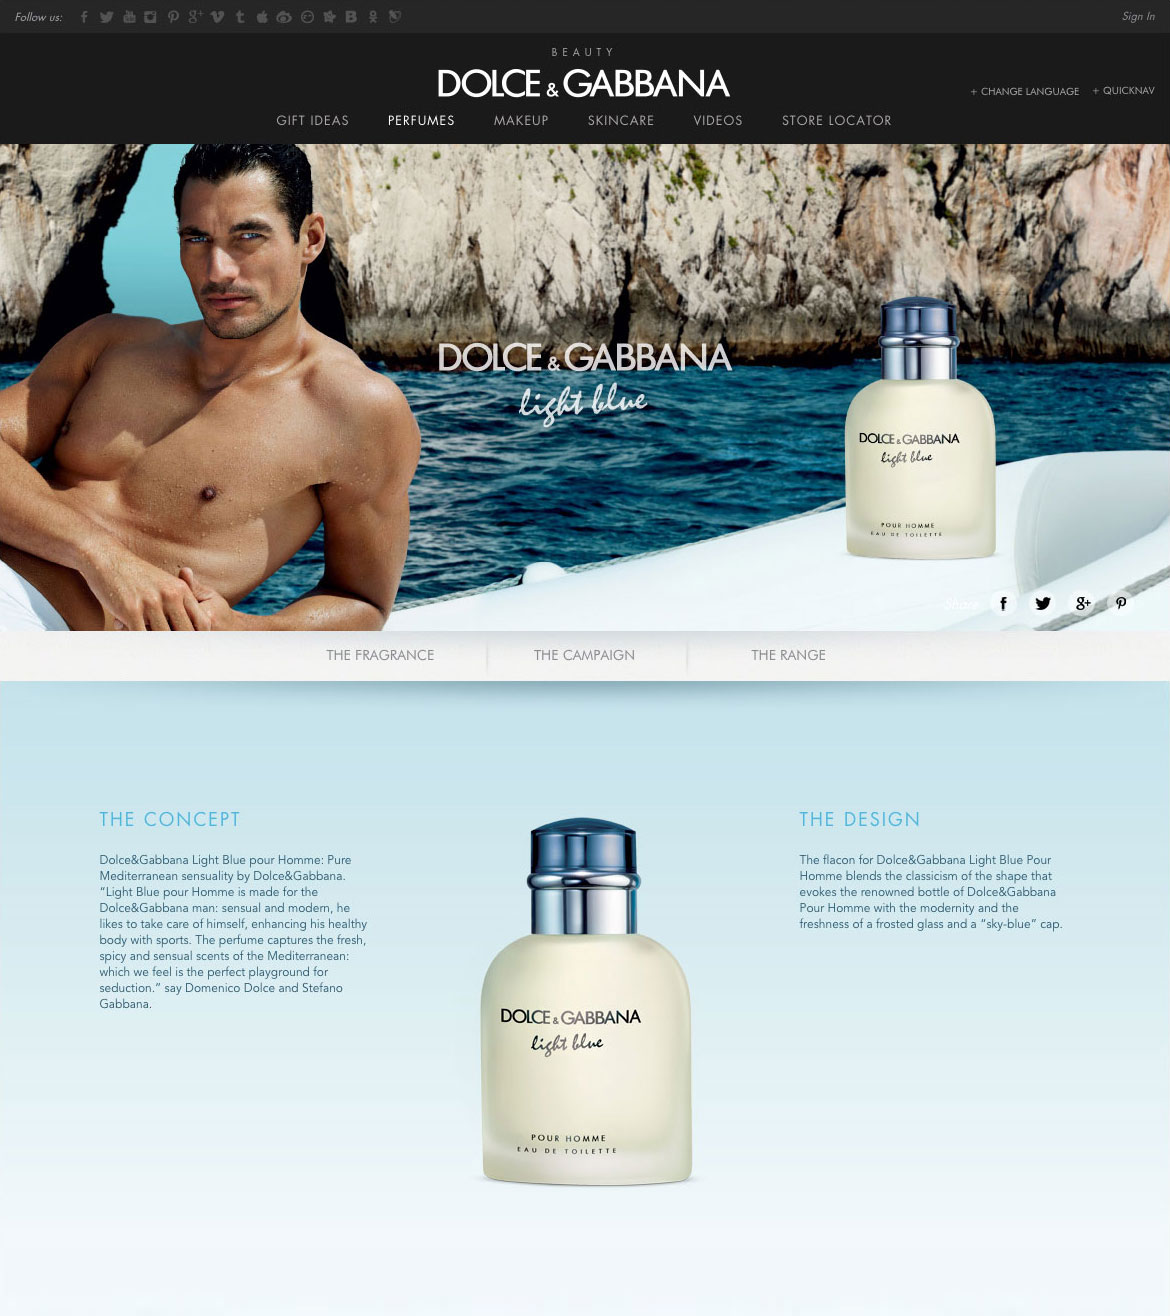 Follow us:
Sign In
BEAUTY
DOLCE & GABBANA
+ CHANGE LANGUAGE + QUICKNAV
GIFT IDEAS PERFUMES MAKEUP SKINCARE VIDEOS STORE LOCATOR
DOLCE & GABBANA
light blue
DOLCE & GABBANA
light blue
POUR HOMME
EAU DE TOILETTE
Share
THE FRAGRANCE THE CAMPAIGN THE RANGE
THE CONCEPT
Dolce&Gabbana Light Blue pour Homme: Pure
Mediterranean sensuality by Dolce&Gabbana.
“Light Blue pour Homme is made for the
Dolce&Gabbana man: sensual and modern, he
likes to take care of himself, enhancing his healthy
body with sports. The perfume captures the fresh,
spicy and sensual scents of the Mediterranean:
which we feel is the perfect playground for
seduction.” say Domenico Dolce and Stefano
Gabbana.
DOLCE & GABBANA
light blue
POUR HOMME
EAU DE TOILETTE
THE DESIGN
The flacon for Dolce&Gabbana Light Blue Pour
Homme blends the classicism of the shape that
evokes the renowned bottle of Dolce&Gabbana
Pour Homme with the modernity and the
freshness of a frosted glass and a “sky-blue” cap.